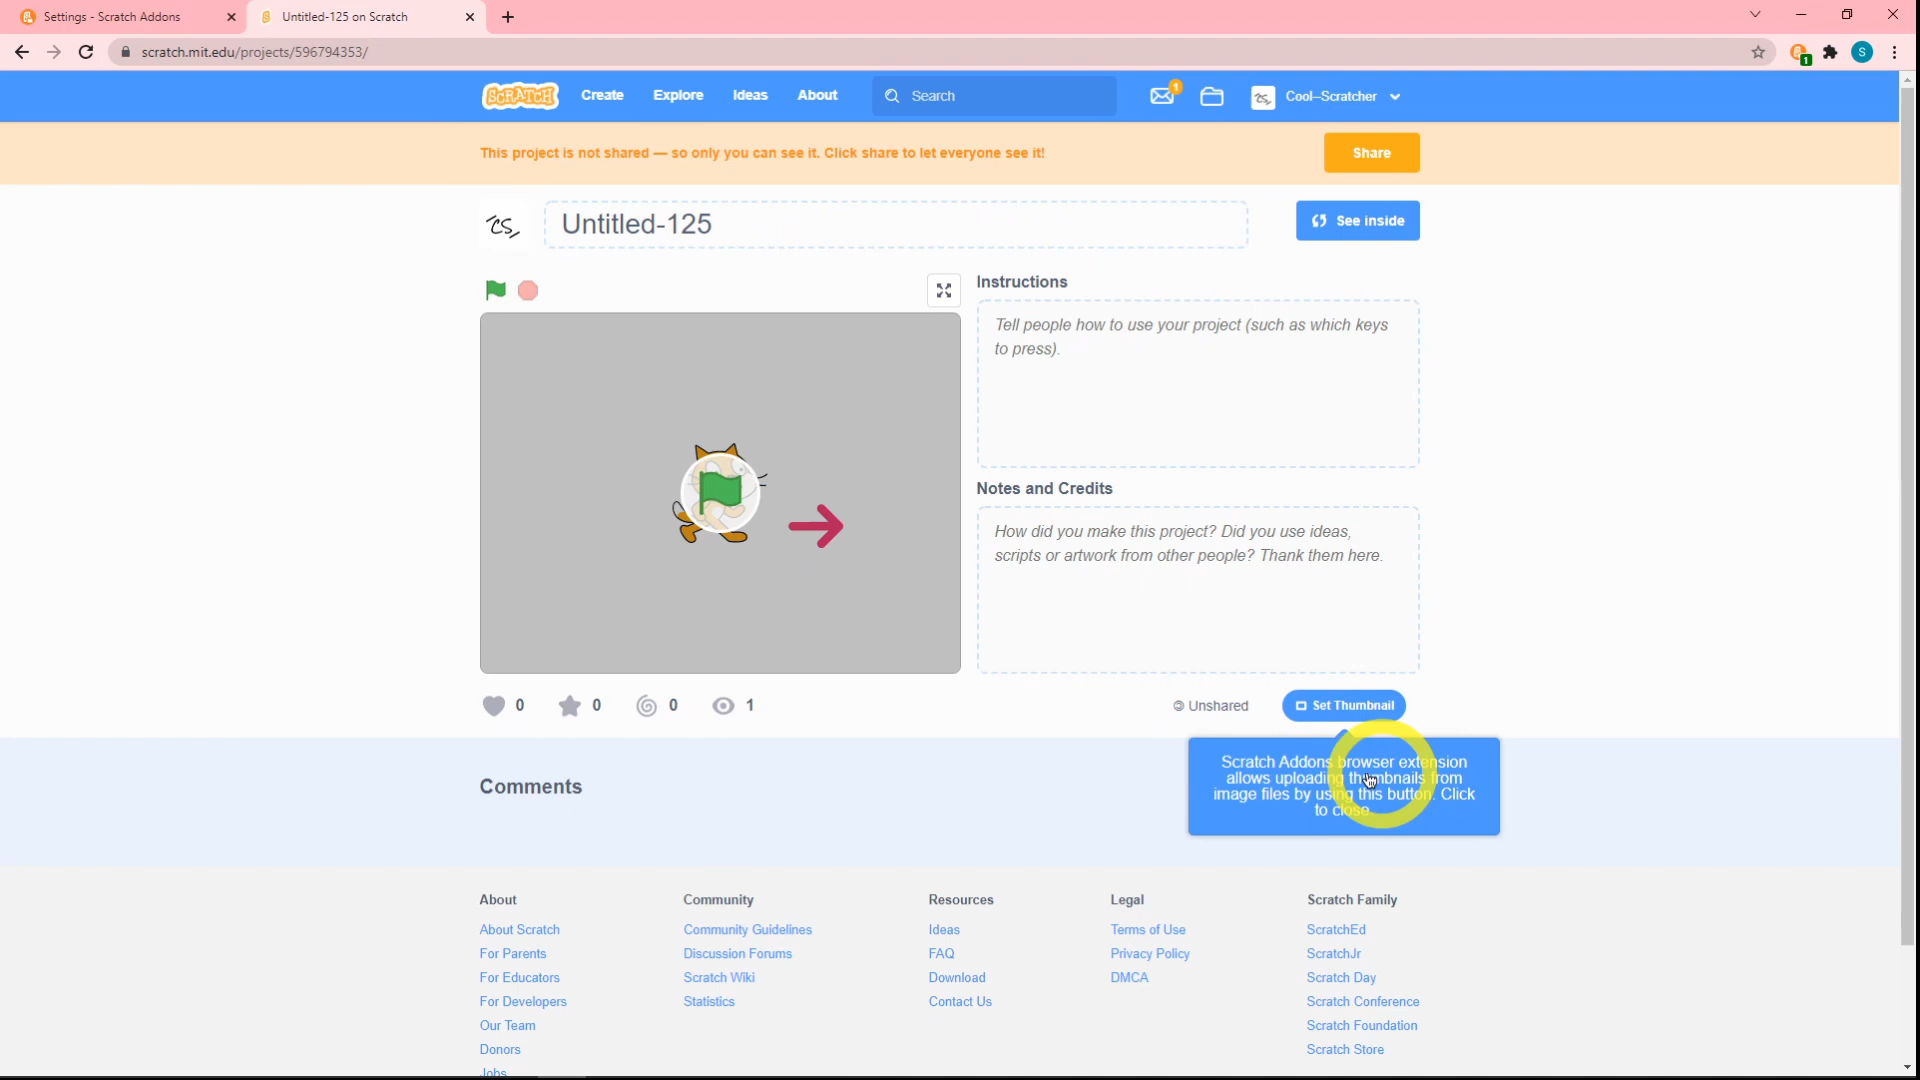 Settings - Scratch Addons
Untitled-125 on Scratch
scratch.mit.edu/projects/596794353/
1
S
SCRATCH
Create
Explore
Ideas
About
Search
1
Cool--Scratcher
This project is not shared — so only you can see it. Click share to let everyone see it!
Share
Untitled-125
See inside
Instructions
Tell people how to use your project (such as which keys
to press).
Notes and Credits
How did you make this project? Did you use ideas,
scripts or artwork from other people? Thank them here.
0
0
0
1
Unshared
Set Thumbnail
Scratch Addons browser extension
allows uploading thumbnails from
image files by using this button. Click
to close.
Comments
About
About Scratch
For Parents
For Educators
For Developers
Our Team
Donors
Jobs
Community
Community Guidelines
Discussion Forums
Scratch Wiki
Statistics
Resources
Ideas
FAQ
Download
Contact Us
Legal
Terms of Use
Privacy Policy
DMCA
Scratch Family
ScratchEd
ScratchJr
Scratch Day
Scratch Conference
Scratch Foundation
Scratch Store